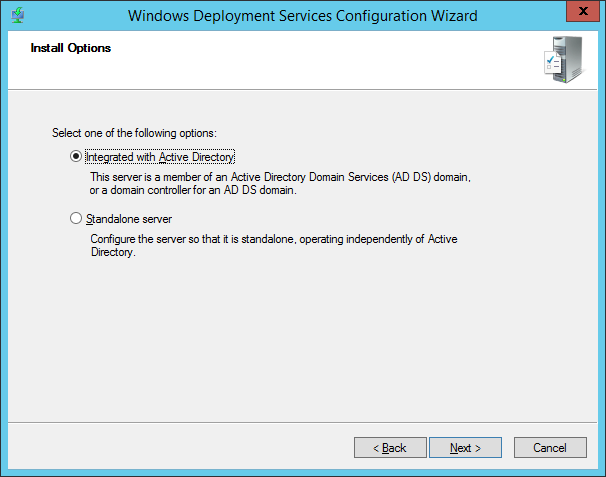 Windows Deployment Services Configuration Wizard
x
Install Options
Select one of the following options:
Integrated with Active Directory
This server is a member of an Active Directory Domain Services (AD DS) domain,
or a domain controller for an AD DS domain.
Standalone server
Configure the server so that it is standalone, operating independently of Active
Directory.
< Back
Next >
Cancel